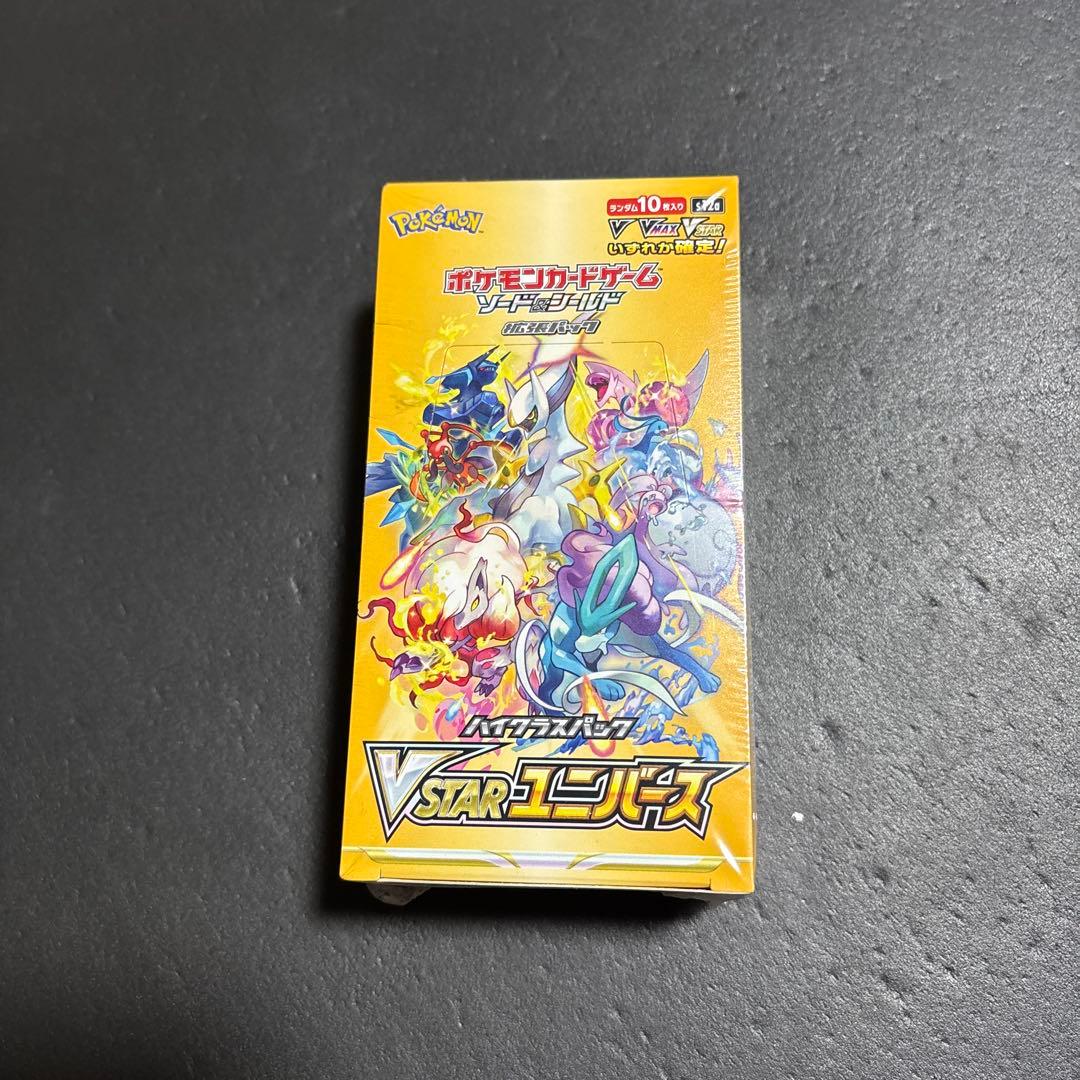 POKéMON
ランダム10枚入り s12a
V VMAX VSTAR
いずれか確定!
ポケモンカードゲーム
ソード&シールド
拡張パック
ハイクラスパック
VSTARユニバース